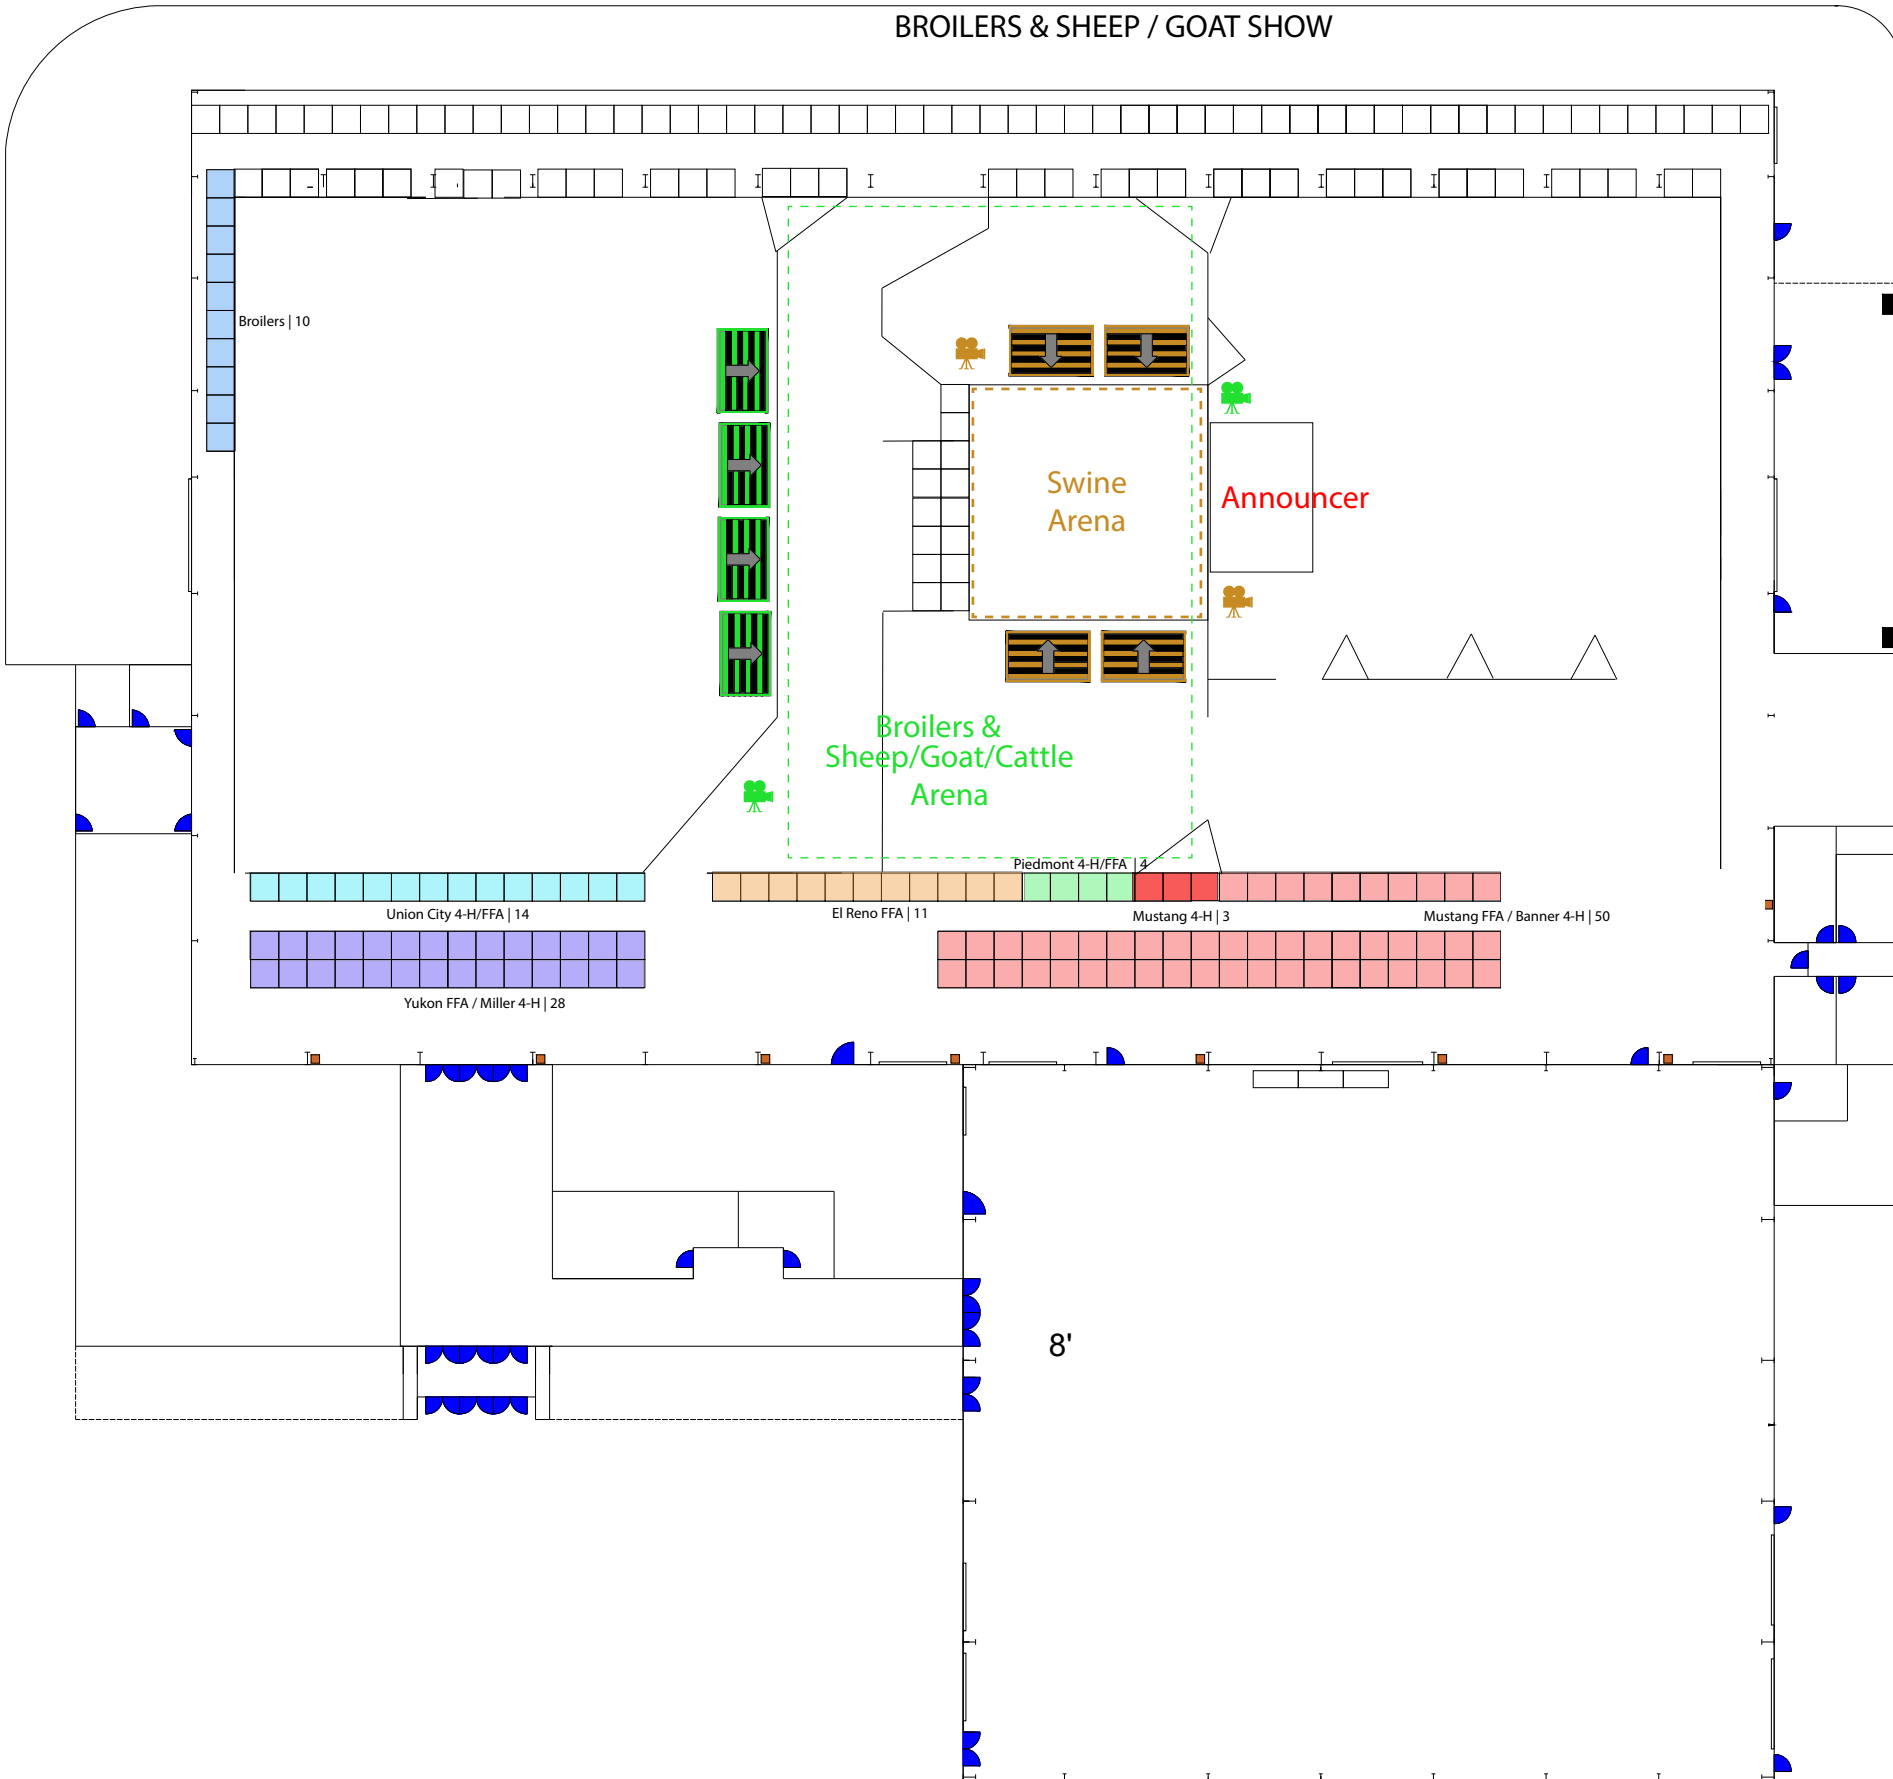 BROILERS & SHEEP / GOAT SHOW
Broilers | 10
Swine
Arena
Announcer
Broilers &
Sheep/Goat/Cattle
Arena
Piedmont 4-H/FFA | 4
Union City 4-H/FFA | 14
El Reno FFA | 11
Mustang 4-H | 3
Mustang FFA / Banner 4-H | 50
Yukon FFA / Miller 4-H | 28
8'